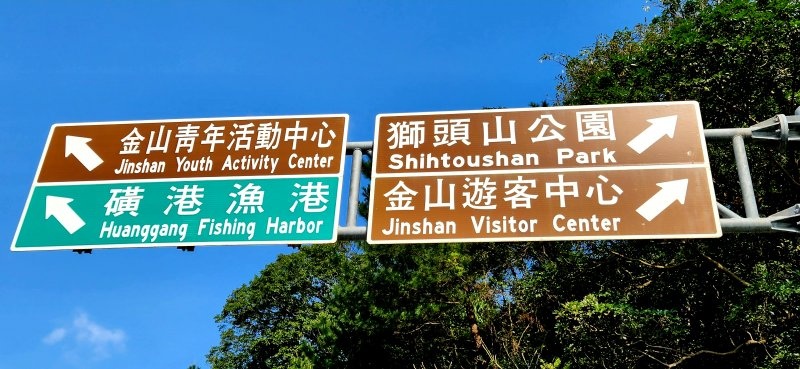 金山青年活動中心
Jinshan Youth Activity Center
磺港漁港
Huanggang Fishing Harbor
獅頭山公園
Shihtoushan Park
金山遊客中心
Jinshan Visitor Center